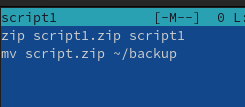 script1 [-M--] 0 L:
zip script1.zip script1
mv script.zip ~/backup